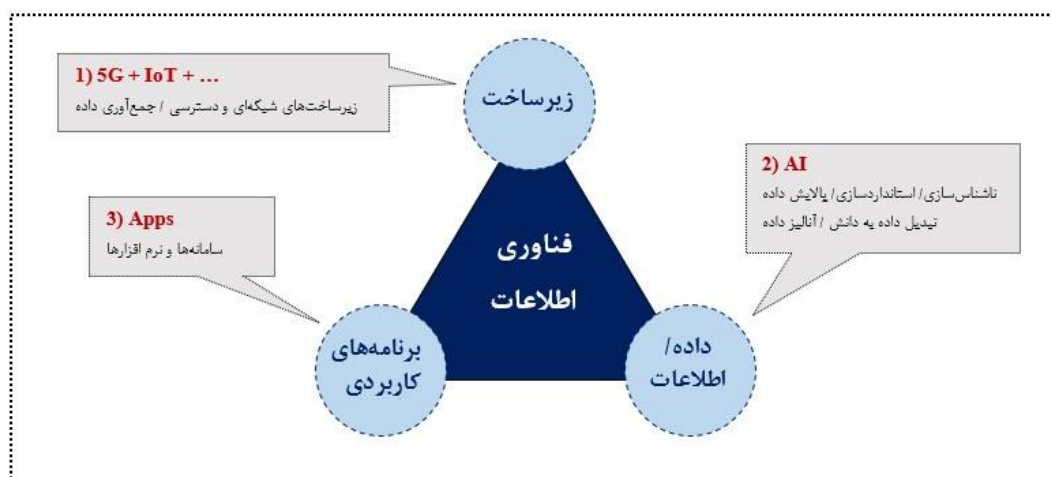 1) 5G + IoT + …
زیرساخت‌های شبکه‌ای و دسترسی / جمع‌آوری داده
زیرساخت
2) AI
ناشناس‌سازی/ استانداردسازی/ پالایش داده
تبدیل داده به دانش / آنالیز داده
3) Apps
سامانه‌ها و نرم افزارها
فناوری
اطلاعات
برنامه‌های
کاربردی
داده/
اطلاعات